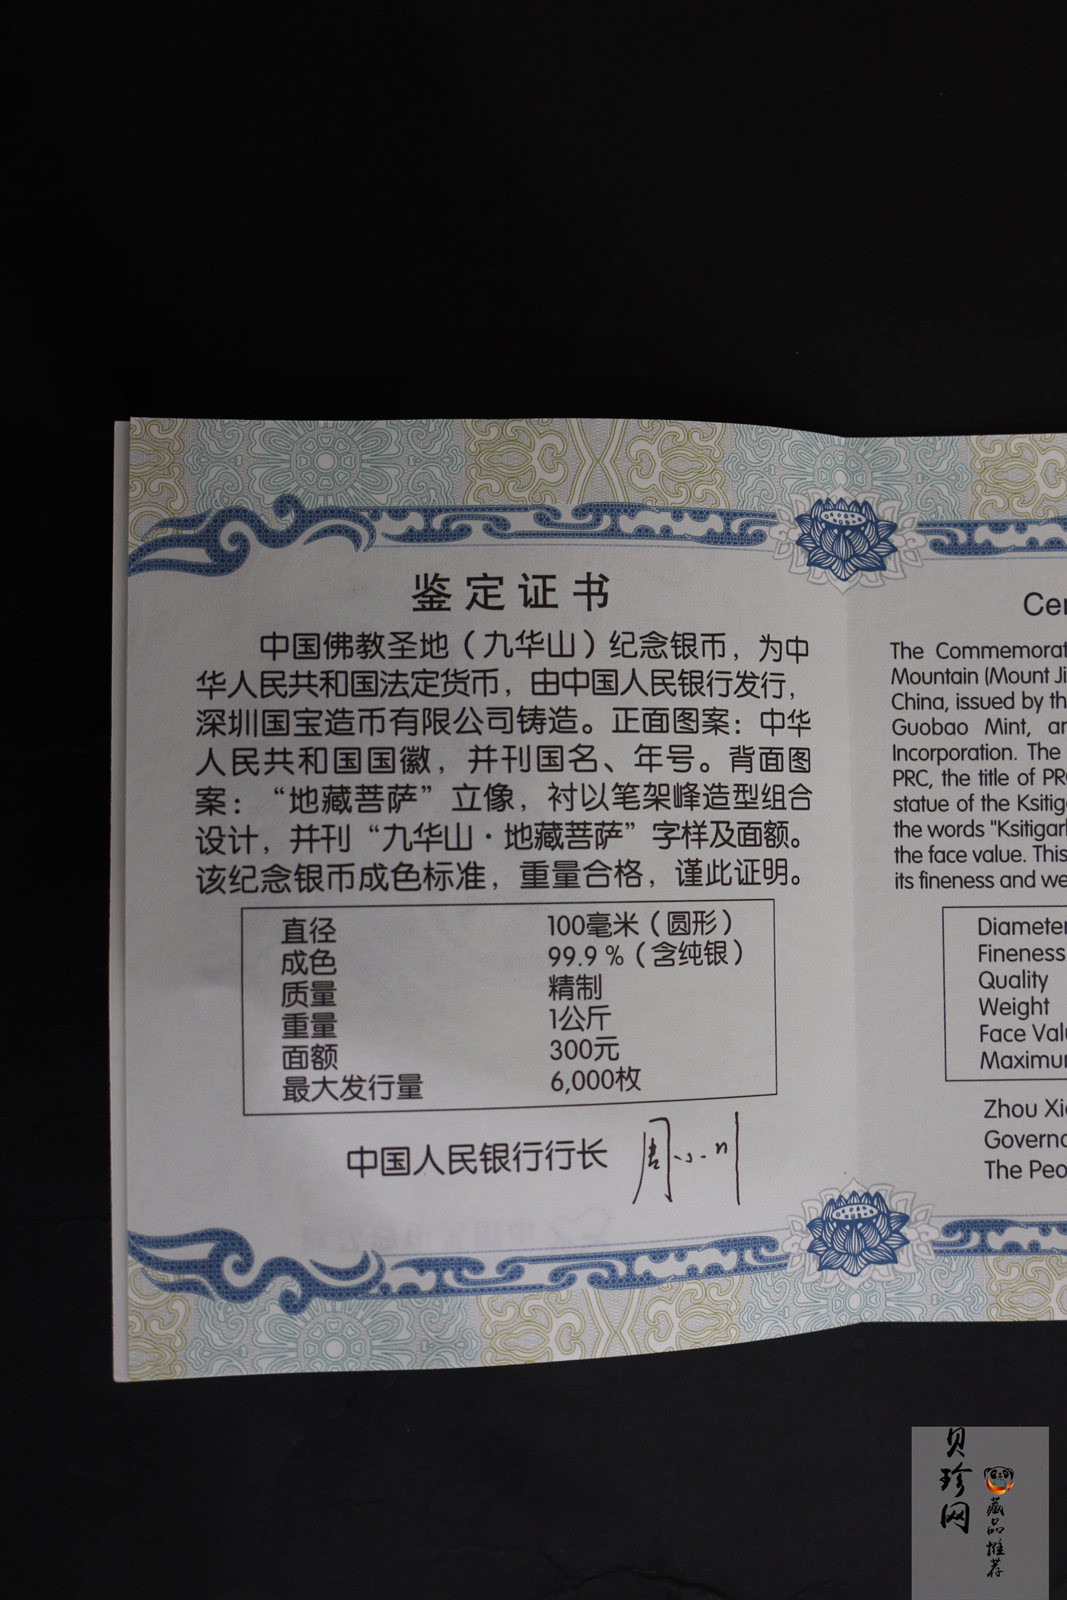 鉴定证书
中国佛教圣地（九华山）纪念银币，为中
华人民共和国法定货币，由中国人民银行发行，
深圳国宝造币有限公司铸造。正面图案：中华
人民共和国国徽，并刊国名、年号。背面图
案：“地藏菩萨”立像，衬以笔架峰造型组合
设计，并刊“九华山·地藏菩萨”字样及面额。
该纪念银币成色标准，重量合格，谨此证明。
直径 100毫米（圆形）
成色 99.9%（含纯银）
质量 精制
重量 1公斤
面额 300元
最大发行量 6,000枚
中国人民银行行长 周小川
Cer
The Commemorat
Mountain (Mount Ji
China, issued by th
Guobao Mint, an
Incorporation. The
PRC, the title of PRC
statue of the Ksitiga
the words "Ksitigarl
the face value. This
its fineness and we
Diameter
Fineness
Quality
Weight
Face Valu
Maximum
Zhou Xia
Governo
The Peo
贝珍网
藏品推荐